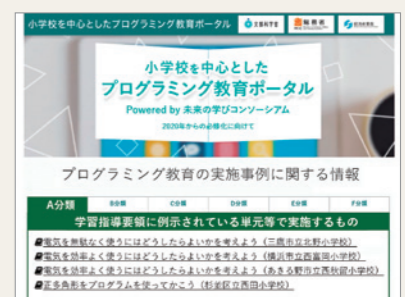 小学校を中心としたプログラミング教育ポータル 文部科学省 総務省 経済産業省
小学校を中心とした
プログラミング教育ポータル
Powered by 未来の学びコンソーシアム
2020年からの必修化に向けて
プログラミング教育の実施事例に関する情報
A分類 B分類 C分類 D分類 E分類 F分類
学習指導要領に例示されている単元等で実施するもの
電気を無駄なく使うにはどうしたらよいかを考えよう(三鷹市立北野小学校)
電気を効率よく使うにはどうしたらよいかを考えよう(横浜市立西富岡小学校)
電気を効率よく使うにはどうしたらよいかを考えよう(あきる野市立西秋留小学校)
正多角形をプログラムを使ってかこう(杉並区立西田小学校)